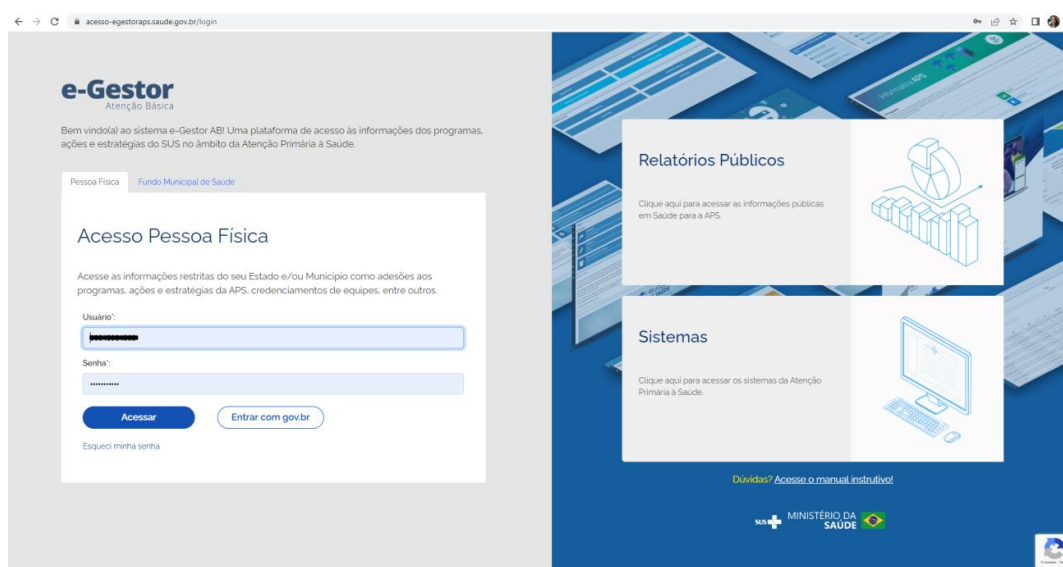 acesso-egestoraps.saude.gov.br/login
e-Gestor
Atenção Básica
Bem vindo(a) ao sistema e-Gestor AB! Uma plataforma de acesso às informações dos programas,
ações e estratégias do SUS no âmbito da Atenção Primária à Saúde.
Pessoa Física
Fundo Municipal de Saúde
Acesso Pessoa Física
Acesse as informações restritas do seu Estado e/ou Município como adesões aos
programas, ações e estratégias da APS, credenciamentos de equipes, entre outros.
Usuário*:
Senha*:
Acessar
Entrar com gov.br
Esqueci minha senha
Informatiza APS
Relatórios Públicos
Clique aqui para acessar as informações públicas
em Saúde para a APS.
Sistemas
Clique aqui para acessar os sistemas da Atenção
Primária à Saúde.
Dúvidas? Acesse o manual instrutivo!
SUS
MINISTÉRIO DA
SAÚDE